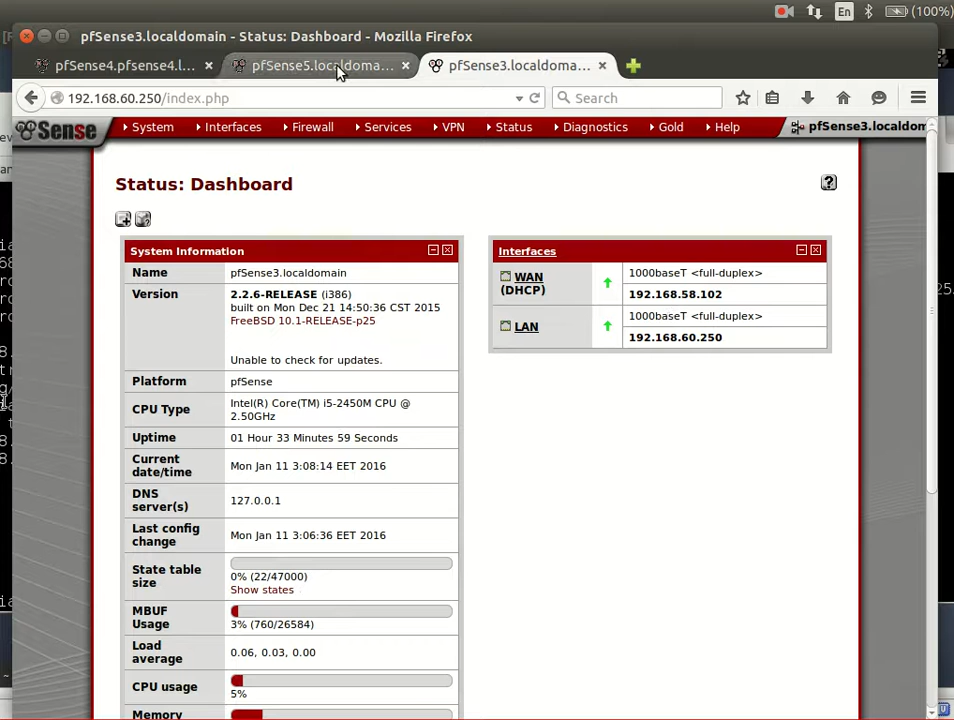 En (100%)
pfSense3.localdomain - Status: Dashboard - Mozilla Firefox
pfSense4.pfsense4.l... pfSense5.localdoma... pfSense3.localdoma...
192.168.60.250/index.php Search
Sense System Interfaces Firewall Services VPN Status Diagnostics Gold Help pfSense3.localdom
Status: Dashboard
System Information
Name pfSense3.localdomain
Version 2.2.6-RELEASE (i386)
built on Mon Dec 21 14:50:36 CST 2015
FreeBSD 10.1-RELEASE-p25
Unable to check for updates.
Platform pfSense
CPU Type Intel(R) Core(TM) i5-2450M CPU @
2.50GHz
Uptime 01 Hour 33 Minutes 59 Seconds
Current
date/time Mon Jan 11 3:08:14 EET 2016
DNS
server(s) 127.0.0.1
Last config
change Mon Jan 11 3:06:36 EET 2016
State table
size 0% (22/47000)
Show states
MBUF
Usage 3% (760/26584)
Load
average 0.06, 0.03, 0.00
CPU usage 5%
Memory
Interfaces
WAN
(DHCP) 1000baseT <full-duplex>
192.168.58.102
LAN 1000baseT <full-duplex>
192.168.60.250